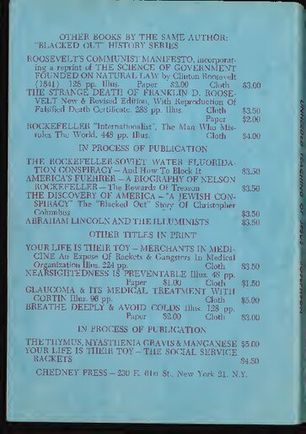 OTHER BOOKS BY THE SAME AUTHOR:
"BLACKED OUT" HISTORY SERIES
ROOSEVELT'S COMMUNIST MANIFESTO, incorporat-
ing a reprint of THE SCIENCE OF GOVERNMENT
FOUNDED ON NATURAL LAW by Clinton Roosevelt
(1841) 128 pp. Illus. Paper $2.00 Cloth $3.00
THE STRANGE DEATH OF FRANKLIN D. ROOSE-
VELT New & Revised Edition, With Reproduction Of
Falsified Death Certificate. 288 pp. Illus Cloth $3.50
Paper $2.00
ROCKEFELLER "Internationalist", The Man Who Mis-
rules The World. 448 pp. Illus. Cloth $4.00
IN PROCESS OF PUBLICATION
THE ROCKEFELLER-SOVIET WATER FLUORIDA-
TION CONSPIRACY — And How To Block It $3.50
AMERICA'S FUEHRER — A BIOGRAPHY OF NELSON
ROCKEFELLER — The Rewards Of Treason $3.50
THE DISCOVERY OF AMERICA — "A JEWISH CON-
SPIRACY" The "Blacked Out" Story Of Christopher
Columbus $3.50
ABRAHAM LINCOLN AND THE ILLUMINISTS $3.50
OTHER TITLES IN PRINT
YOUR LIFE IS THEIR TOY — MERCHANTS IN MEDI-
CINE An Expose Of Rackets & Gangsters In Medical
Organization Illus. 224 pp. Cloth $3.50
NEARSIGHTEDNESS IS PREVENTABLE Illus. 48 pp.
Paper $1.00 Cloth $1.50
GLAUCOMA & ITS MEDICAL TREATMENT WITH
CORTIN Illus. 96 pp. Cloth $5.00
BREATHE DEEPLY & AVOID COLDS Illus. 128 pp.
Paper $2.00 Cloth $3.00
IN PROCESS OF PUBLICATION
THE THYMUS, MYASTHENIA GRAVIS & MANGANESE $5.00
YOUR LIFE IS THEIR TOY — THE SOCIAL SERVICE
RACKETS $4.50
CHEDNEY PRESS — 230 E. 61st St., New York 21, N.Y.